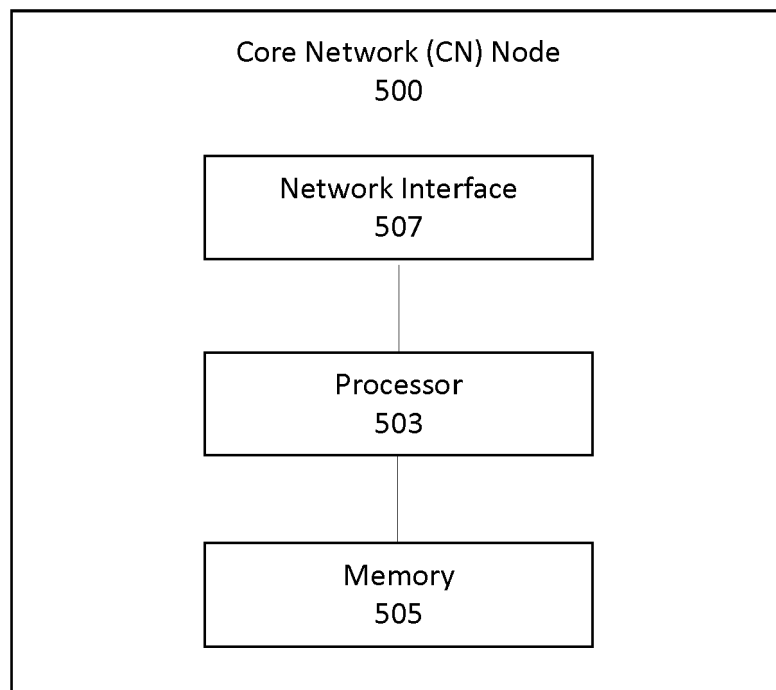 Core Network (CN) Node
500
Network Interface
507
Processor
503
Memory
505